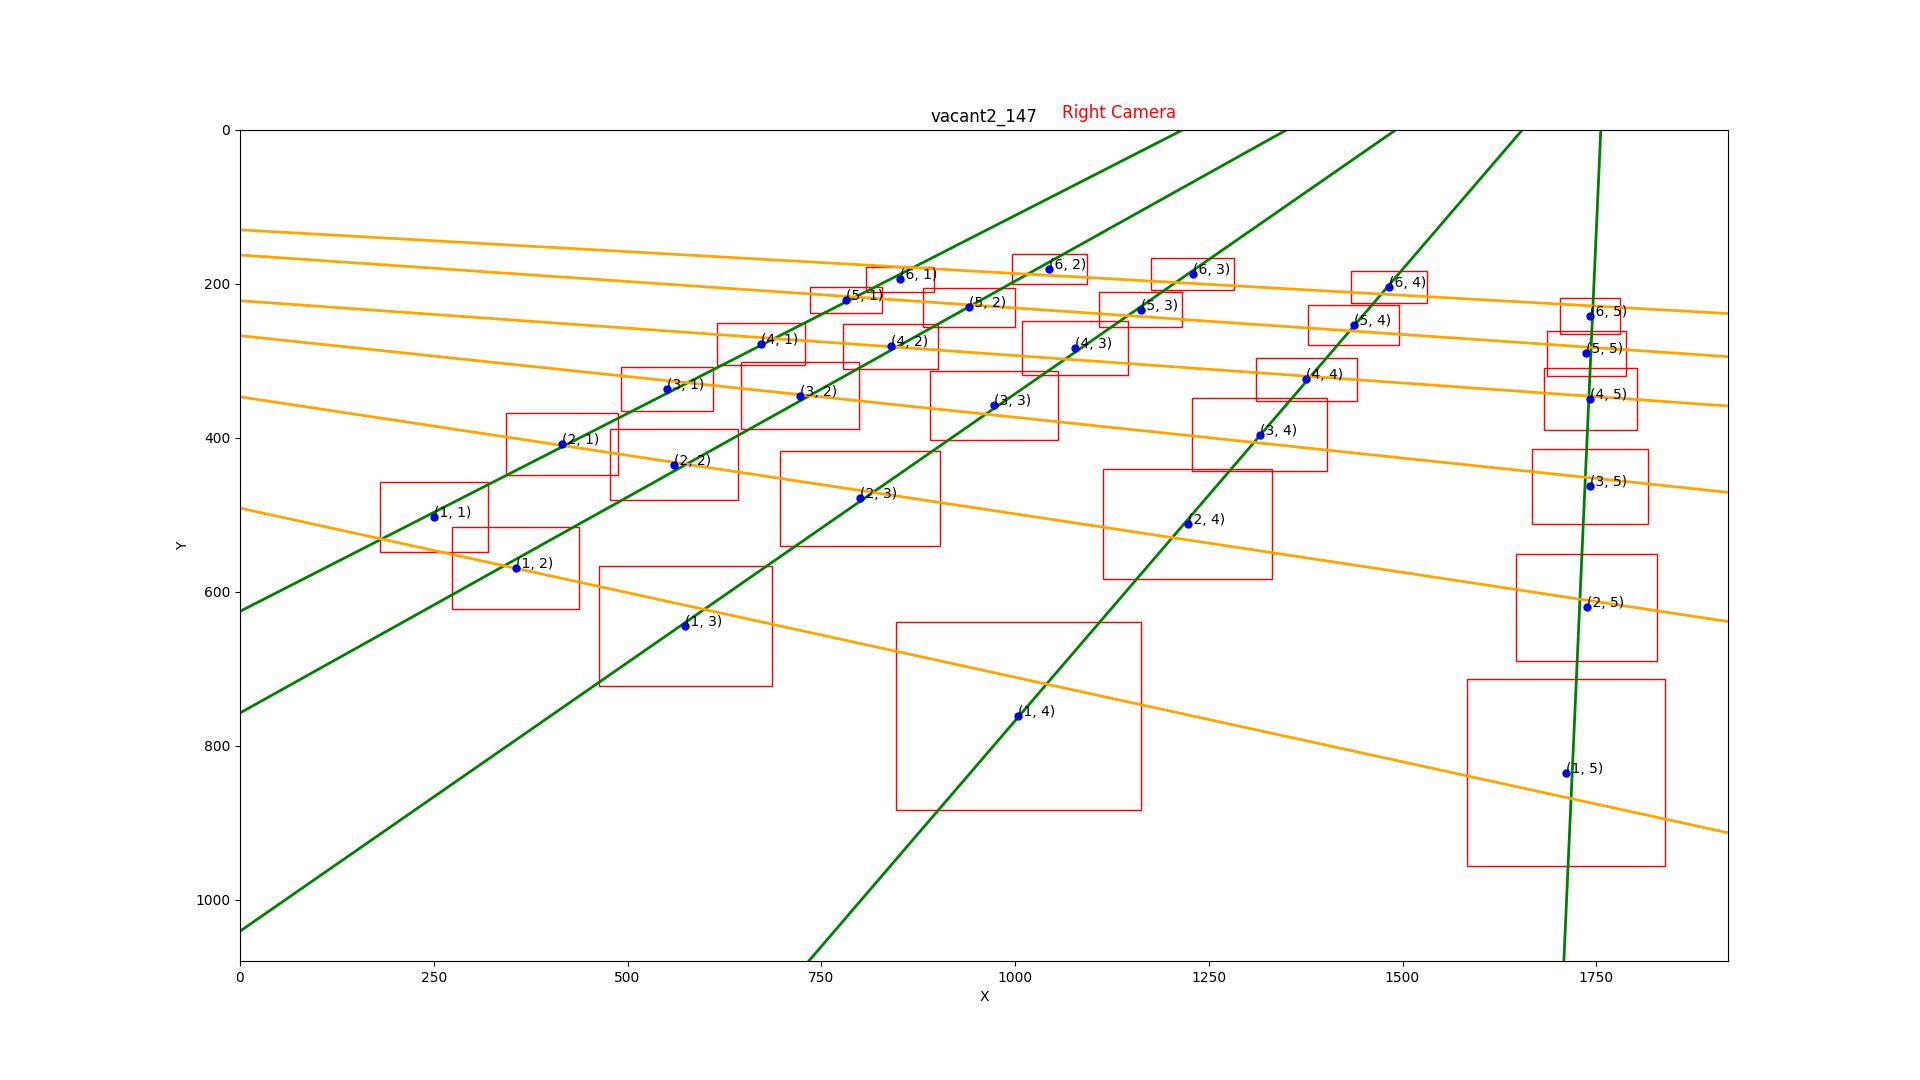 vacant2_147 Right Camera
0
200
400
600
800
1000
Y
0 250 500 750 1000 1250 1500 1750
X
(6, 1) (6, 2) (6, 3) (6, 4) (6, 5)
(5, 1) (5, 2) (5, 3) (5, 4) (5, 5)
(4, 1) (4, 2) (4, 3) (4, 4) (4, 5)
(3, 1) (3, 2) (3, 3) (3, 4) (3, 5)
(2, 1) (2, 2) (2, 3) (2, 4) (2, 5)
(1, 1) (1, 2) (1, 3) (1, 4) (1, 5)